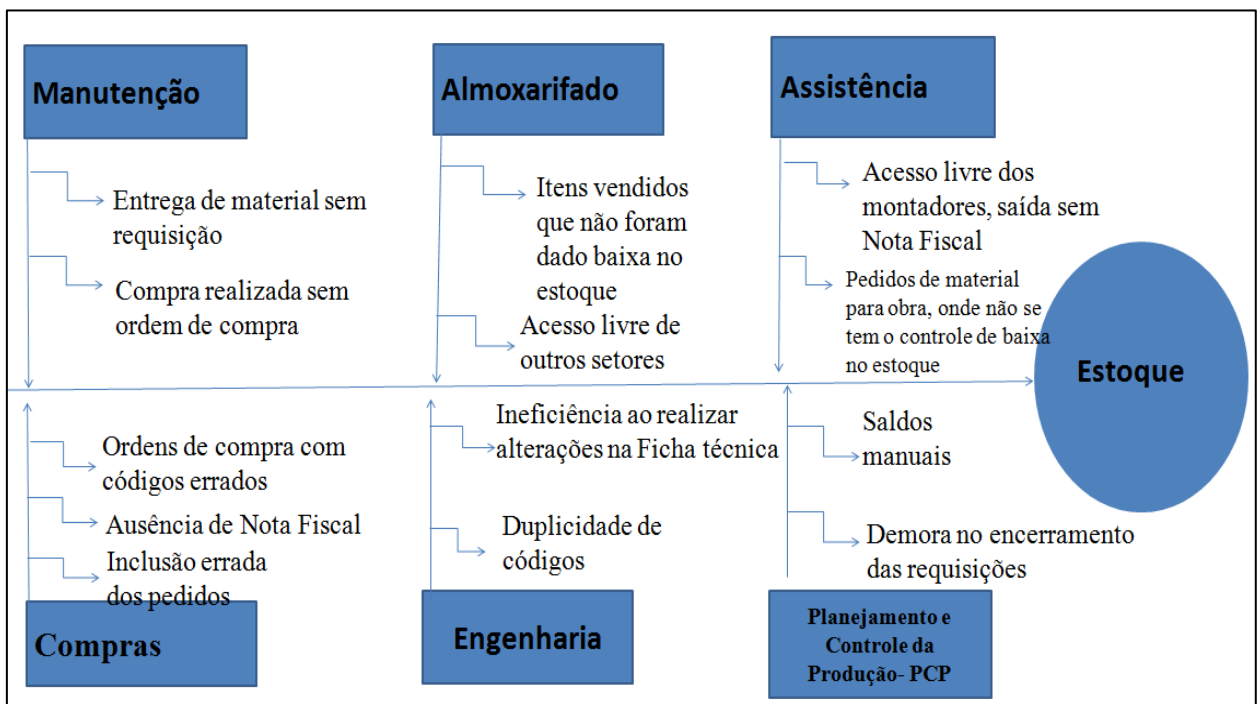 Manutenção
Entrega de material sem
requisição
Compra realizada sem
ordem de compra
Almoxarifado
Itens vendidos
que não foram
dado baixa no
estoque
Acesso livre de
outros setores
Assistência
Acesso livre dos
montadores, saída sem
Nota Fiscal
Pedidos de material
para obra, onde não se
tem o controle de baixa
no estoque
Estoque
Ordens de compra com
códigos errados
Ausência de Nota Fiscal
Inclusão errada
dos pedidos
Compras
Ineficiência ao realizar
alterações na Ficha técnica
Duplicidade de
códigos
Engenharia
Saldos
manuais
Demora no encerramento
das requisições
Planejamento e
Controle da
Produção- PCP